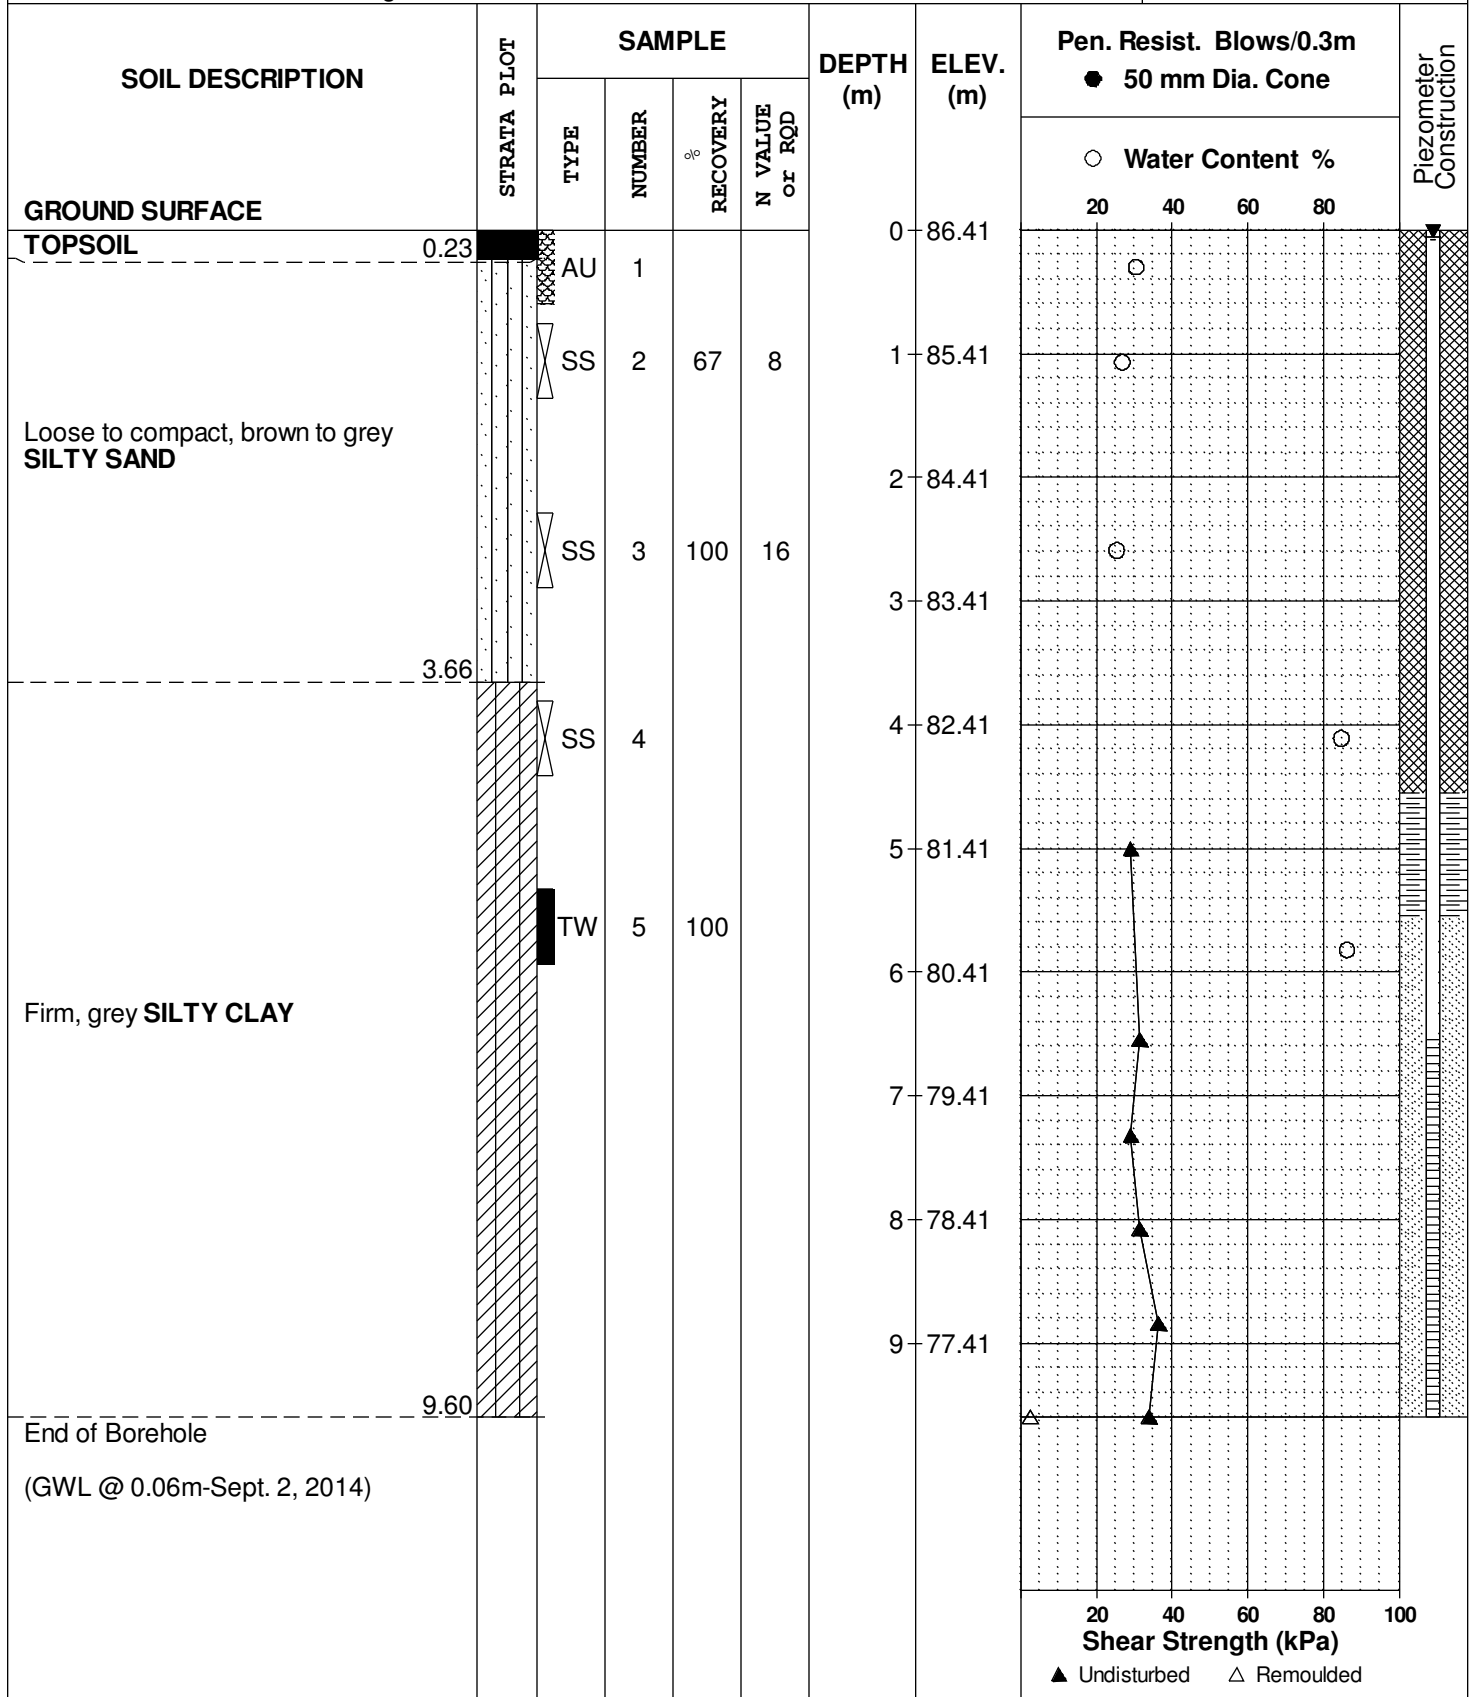 SOIL DESCRIPTION
GROUND SURFACE
STRATA PLOT
SAMPLE
TYPE
NUMBER
% RECOVERY
N VALUE or RQD
DEPTH (m)
ELEV. (m)
Pen. Resist. Blows/0.3m
● 50 mm Dia. Cone
○ Water Content %
20 40 60 80
Piezometer Construction
TOPSOIL 0.23
AU 1
0 86.41
SS 2 67 8
1 85.41
Loose to compact, brown to grey
SILTY SAND
2 84.41
SS 3 100 16
3 83.41
3.66
SS 4
4 82.41
5 81.41
TW 5 100
6 80.41
Firm, grey SILTY CLAY
7 79.41
8 78.41
9 77.41
9.60
End of Borehole
(GWL @ 0.06m-Sept. 2, 2014)
20 40 60 80 100
Shear Strength (kPa)
▲ Undisturbed △ Remoulded